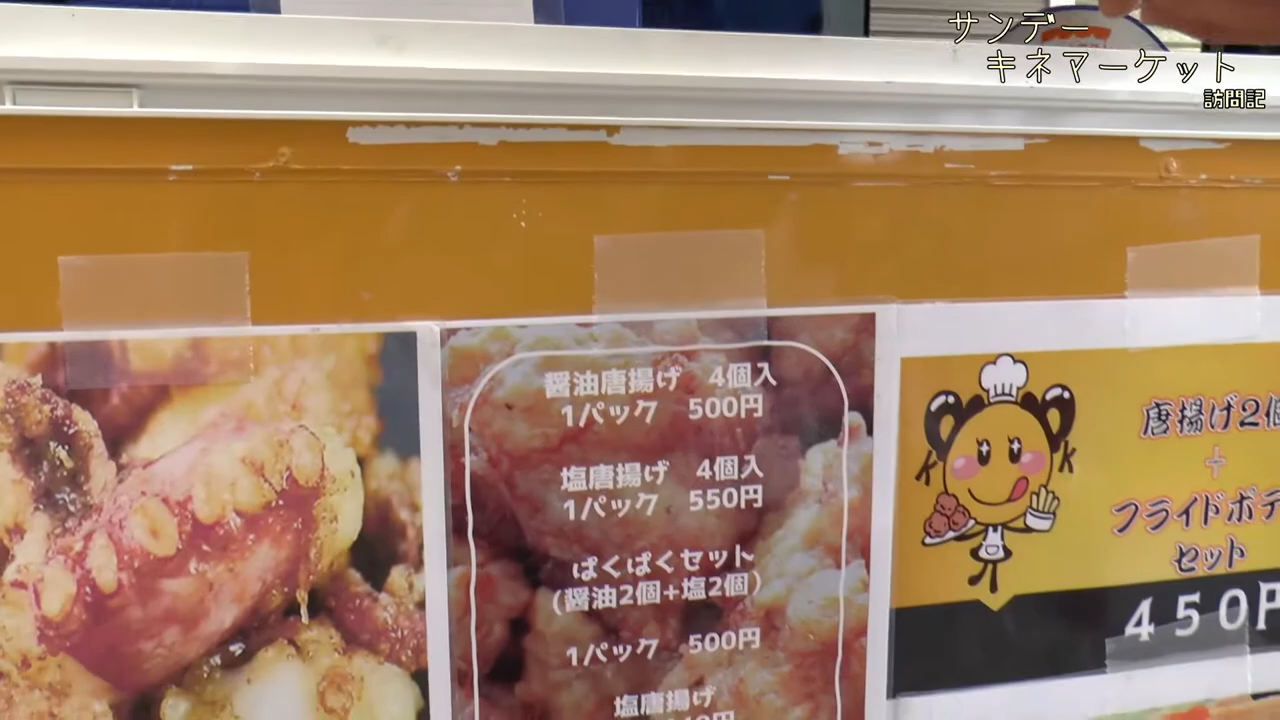 サンデー
キネマーケット
訪問記
醤油唐揚げ 4個入
1パック 500円
塩唐揚げ 4個入
1パック 550円
ぱくぱくセット
(醤油2個+塩2個)
1パック 500円
塩唐揚げ
K
K
唐揚げ2個
+
フライドポテ
セット
450円